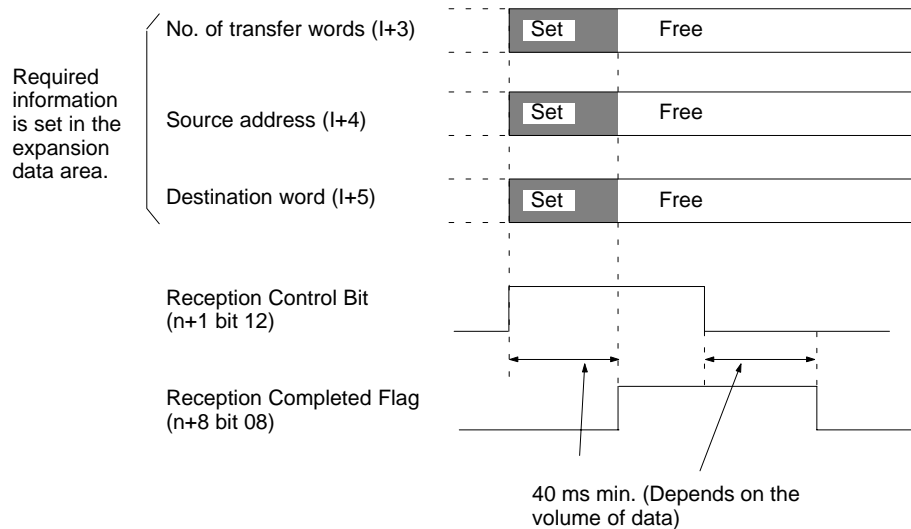 No. of transfer words (I+3)
Set
Free
Required
information
is set in the
expansion
data area.
Source address (I+4)
Set
Free
Destination word (I+5)
Set
Free
Reception Control Bit
(n+1 bit 12)
Reception Completed Flag
(n+8 bit 08)
40 ms min. (Depends on the
volume of data)